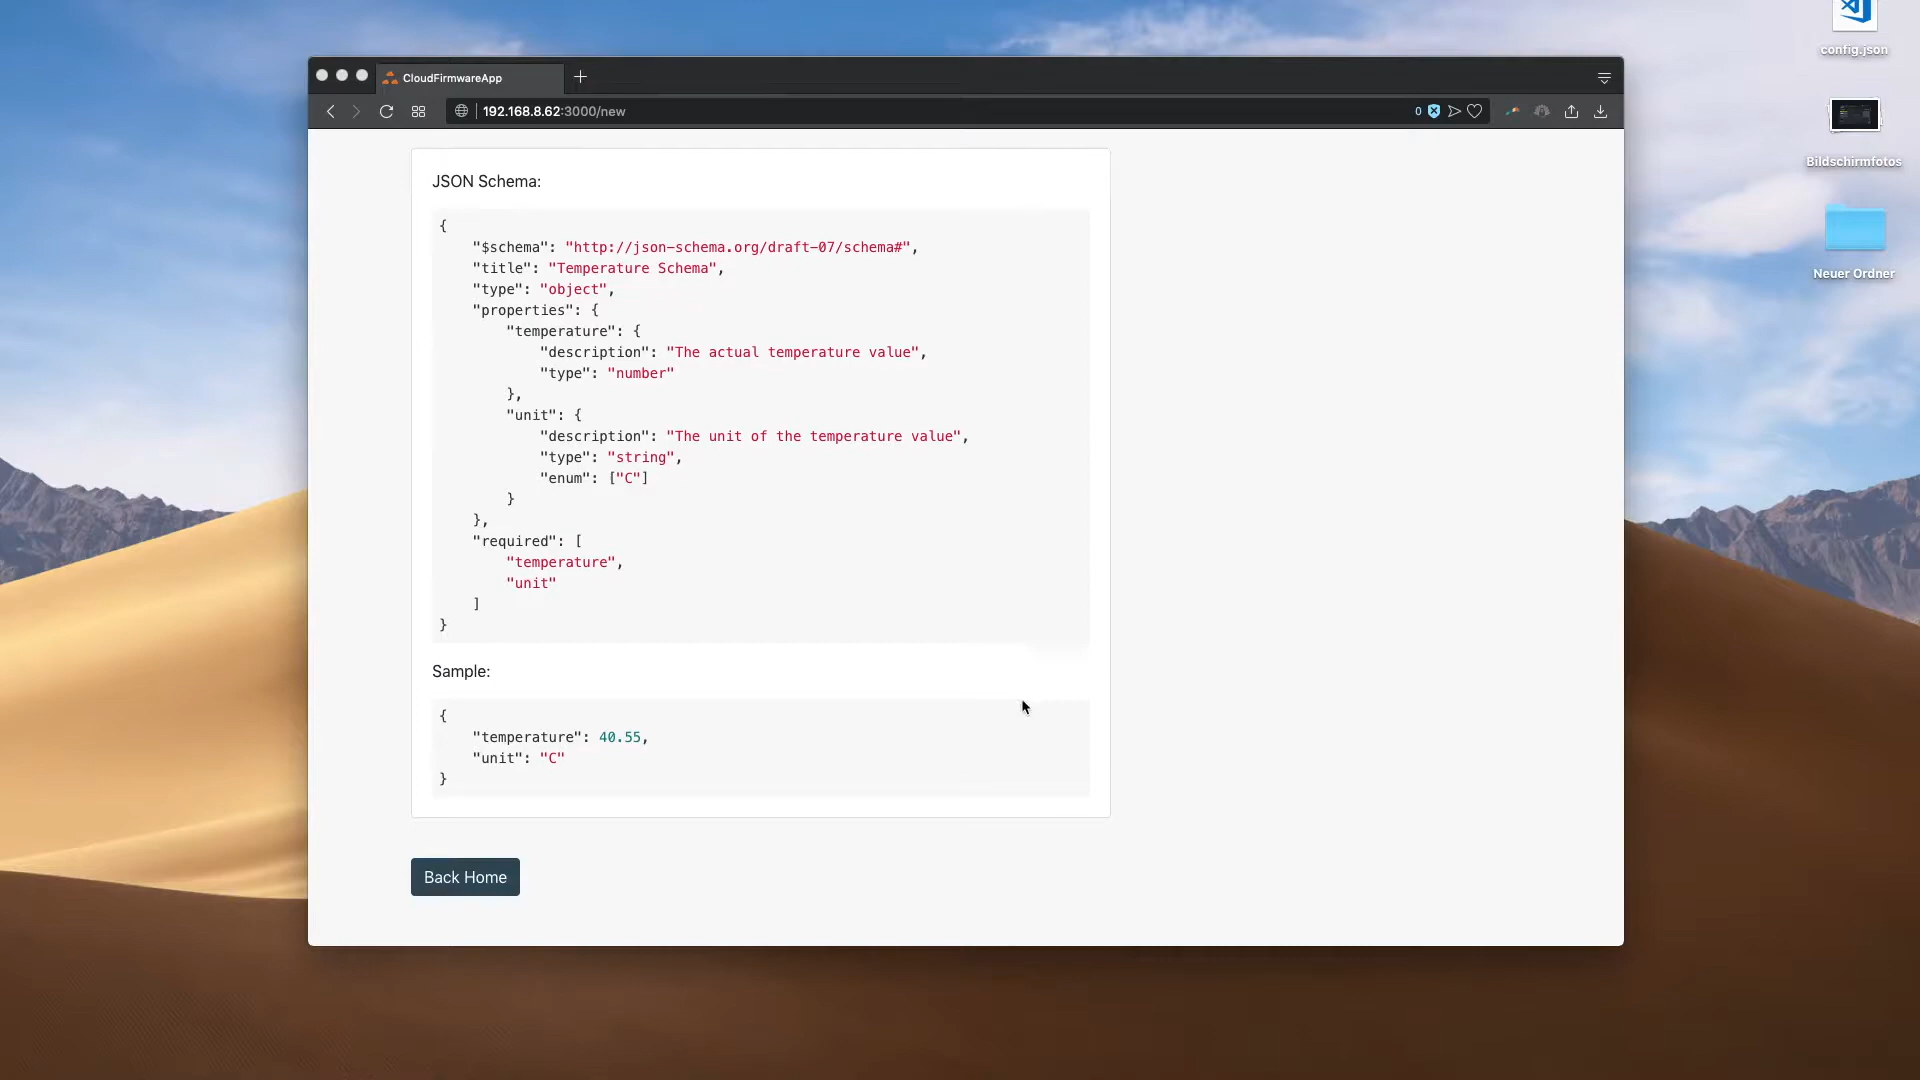 config.json
CloudFirmwareApp
192.168.8.62:3000/new
0
Bildschirmfotos
JSON Schema:
{
    "$schema": "http://json-schema.org/draft-07/schema#",
    "title": "Temperature Schema",
    "type": "object",
    "properties": {
        "temperature": {
            "description": "The actual temperature value",
            "type": "number"
        },
        "unit": {
            "description": "The unit of the temperature value",
            "type": "string",
            "enum": ["C"]
        }
    },
    "required": [
        "temperature",
        "unit"
    ]
}
Neuer Ordner
Sample:
{
    "temperature": 40.55,
    "unit": "C"
}
Back Home